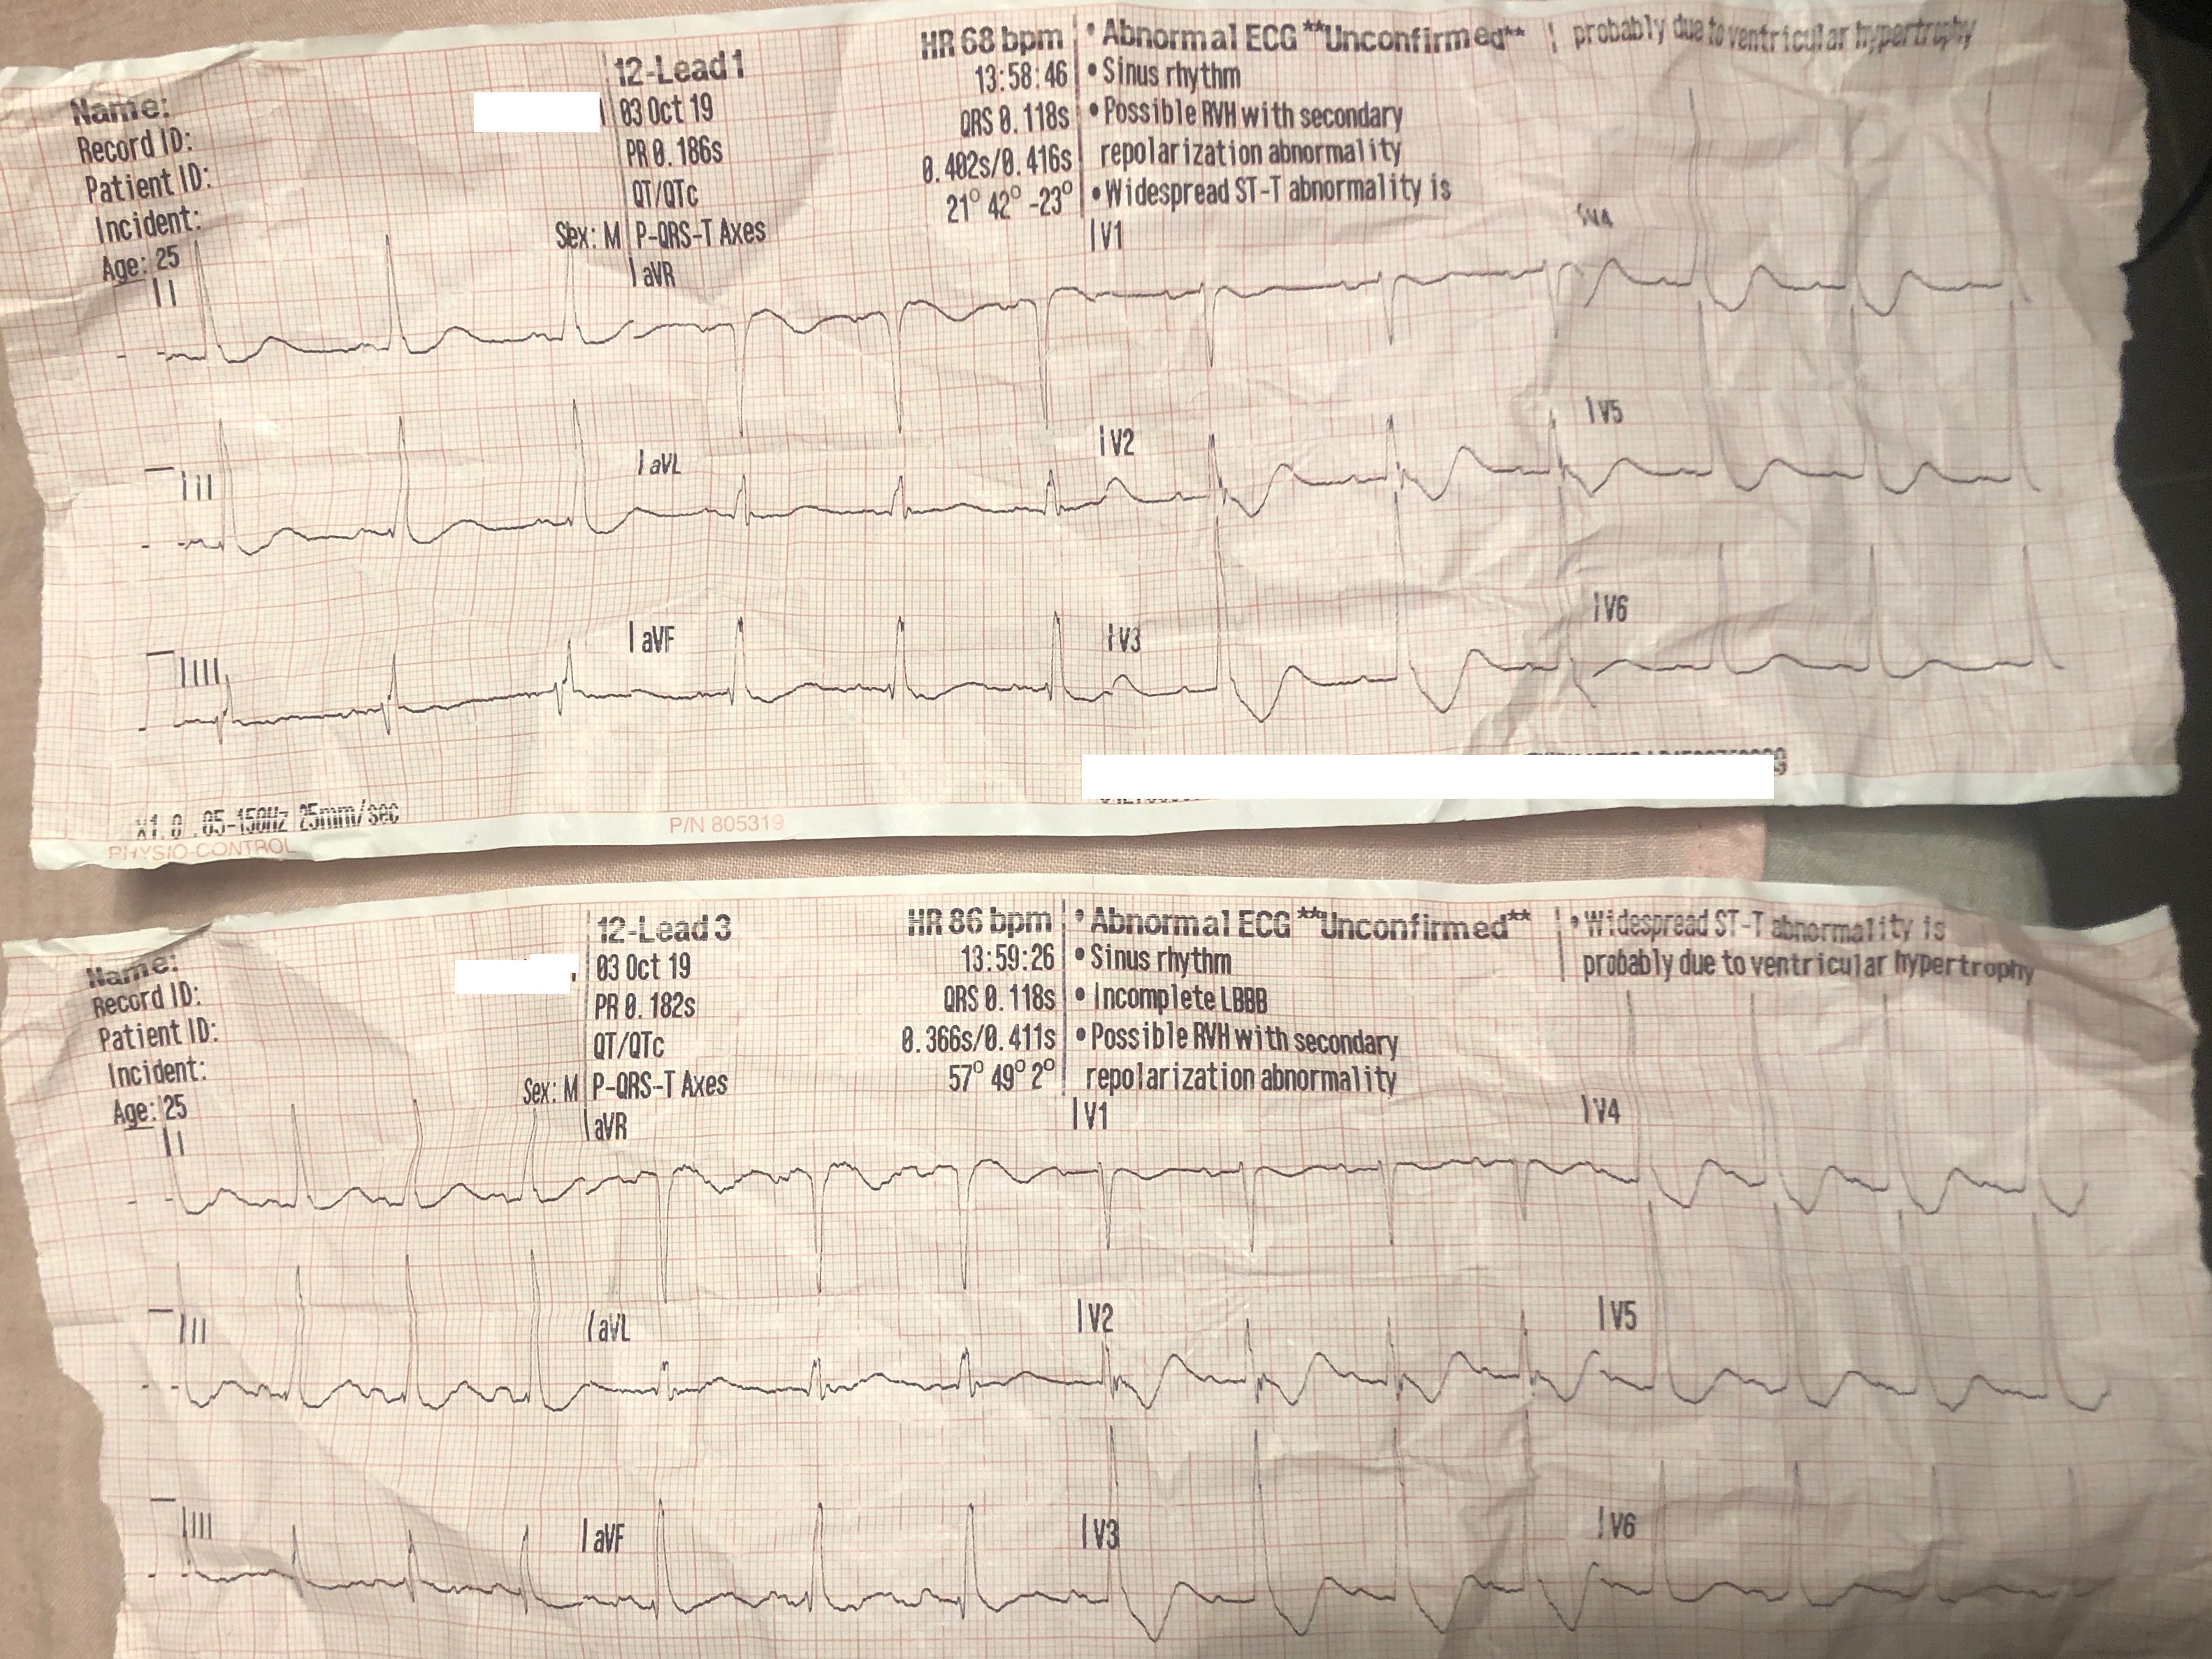 Name:
Record ID:
Patient ID:
Incident:
Age: 25
Sex: M
12-Lead 1
03 Oct 19
PR 0.186s
QT/QTc
P-QRS-T Axes
HR 68 bpm
13:58:46
QRS 0.118s
0.402s/0.416s
21° 42° -23°
• Abnormal ECG **Unconfirmed**
• Sinus rhythm
• Possible RVH with secondary
repolarization abnormality
• Widespread ST-T abnormality is
probably due to ventricular hypertrophy
I
aVR
V1
V4
II
aVL
V2
V5
III
aVF
V3
V6
x1.0 .05-150Hz 25mm/sec
PHYSIO-CONTROL
P/N 805319
Name:
Record ID:
Patient ID:
Incident:
Age: 25
Sex: M
12-Lead 3
03 Oct 19
PR 0.182s
QT/QTc
P-QRS-T Axes
HR 86 bpm
13:59:26
QRS 0.118s
0.366s/0.411s
57° 49° 2°
• Abnormal ECG **Unconfirmed**
• Sinus rhythm
• Incomplete LBBB
• Possible RVH with secondary
repolarization abnormality
• Widespread ST-T abnormality is
probably due to ventricular hypertrophy
I
aVR
V1
V4
II
aVL
V2
V5
III
aVF
V3
V6